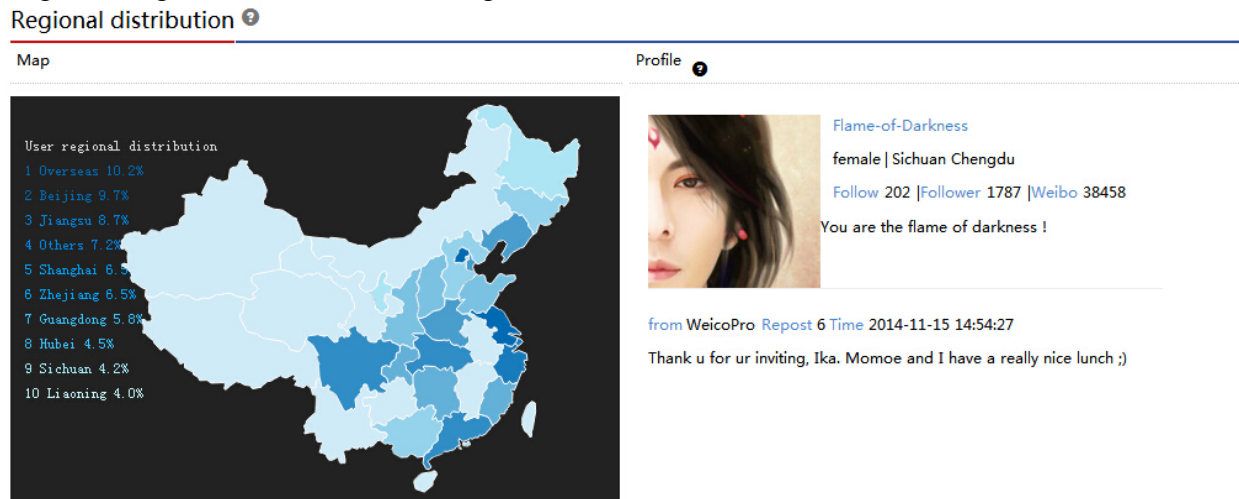 Regional distribution ?
Map
Profile ?
User regional distribution
1 Overseas 10.2%
2 Beijing 9.7%
3 Jiangsu 8.7%
4 Others 7.2%
5 Shanghai 6.5
6 Zhejiang 6.5%
7 Guangdong 5.8%
8 Hubei 4.5%
9 Sichuan 4.2%
10 Liaoning 4.0%
Flame-of-Darkness
female | Sichuan Chengdu
Follow 202 |Follower 1787 |Weibo 38458
You are the flame of darkness !
from WeicoPro Repost 6 Time 2014-11-15 14:54:27
Thank u for ur inviting, Ika. Momoe and I have a really nice lunch ;)